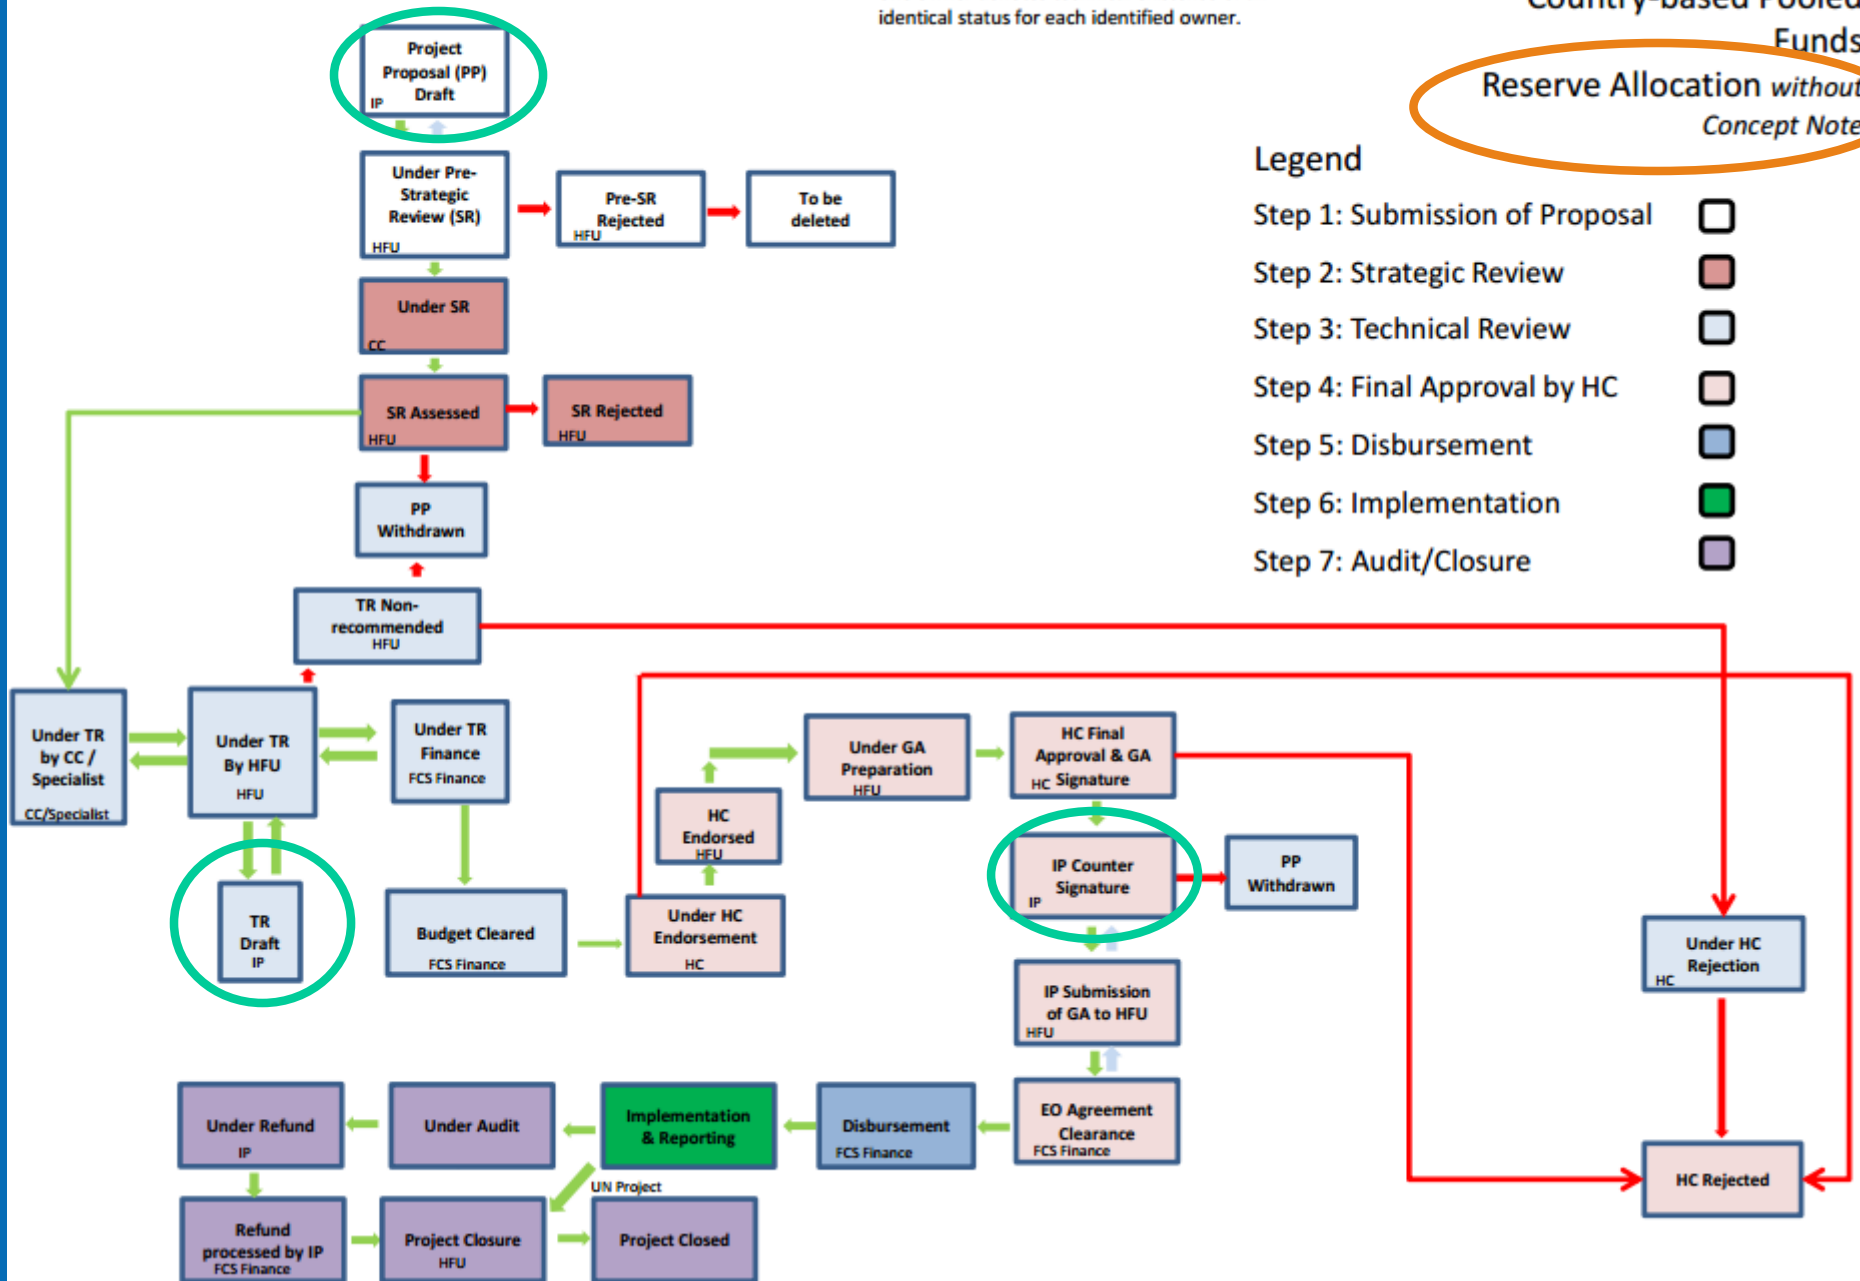 identical status for each identified owner.
Country-based Pooled
Funds
Reserve Allocation without
Concept Note
Legend
Step 1: Submission of Proposal
Step 2: Strategic Review
Step 3: Technical Review
Step 4: Final Approval by HC
Step 5: Disbursement
Step 6: Implementation
Step 7: Audit/Closure
Project
Proposal (PP)
Draft
IP
Under Pre-
Strategic
Review (SR)
HFU
Pre-SR
Rejected
HFU
To be
deleted
Under SR
CC
SR Assessed
HFU
SR Rejected
HFU
PP
Withdrawn
TR Non-
recommended
HFU
Under TR
by CC /
Specialist
CC/Specialist
Under TR
By HFU
HFU
Under TR
Finance
FCS Finance
TR
Draft
IP
Budget Cleared
FCS Finance
Under HC
Endorsement
HC
HC
Endorsed
HFU
Under GA
Preparation
HFU
HC Final
Approval & GA
HC Signature
IP Counter
Signature
IP
PP
Withdrawn
IP Submission
of GA to HFU
HFU
EO Agreement
Clearance
FCS Finance
Under HC
Rejection
HC
HC Rejected
Disbursement
FCS Finance
Implementation
& Reporting
UN Project
Under Audit
Under Refund
IP
Refund
processed by IP
FCS Finance
Project Closure
HFU
Project Closed